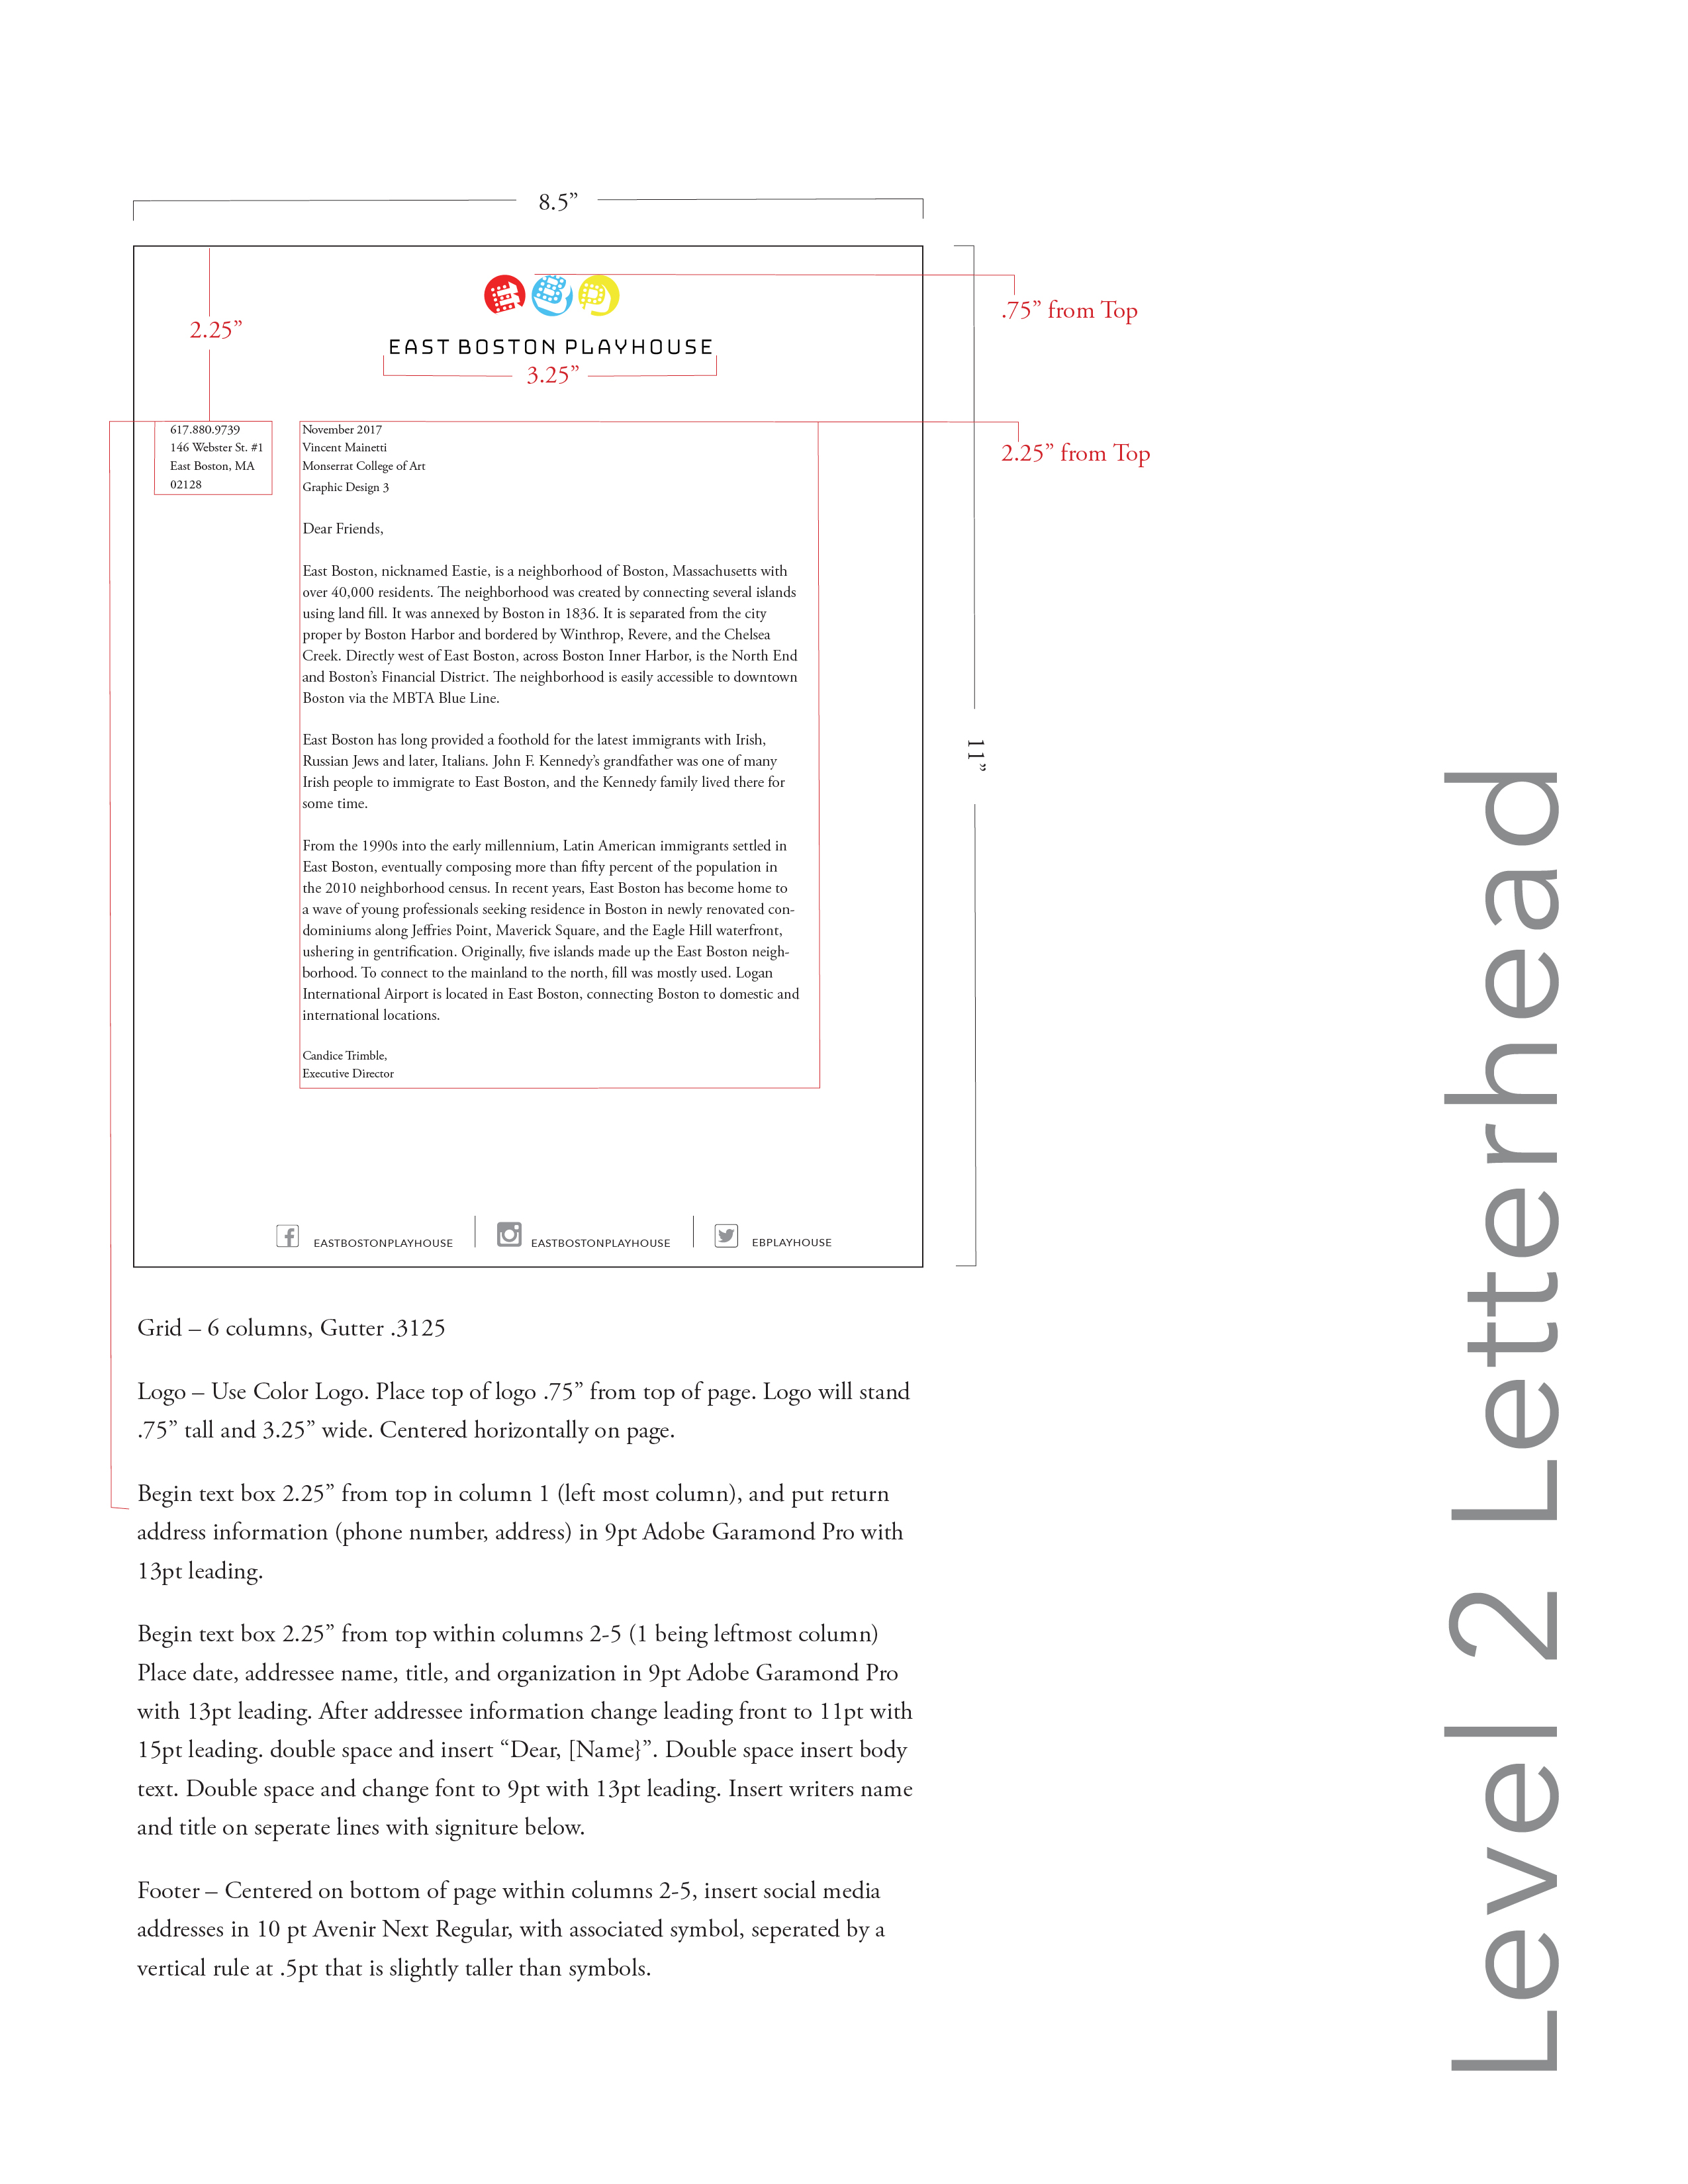 8.5”
.75” from Top
2.25”
EAST BOSTON PLAYHOUSE
3.25”
2.25” from Top
617.880.9739
146 Webster St. #1
East Boston, MA
02128
November 2017
Vincent Mainetti
Monserrat College of Art
Graphic Design 3
Dear Friends,
East Boston, nicknamed Eastie, is a neighborhood of Boston, Massachusetts with
over 40,000 residents. The neighborhood was created by connecting several islands
using land fill. It was annexed by Boston in 1836. It is separated from the city
proper by Boston Harbor and bordered by Winthrop, Revere, and the Chelsea
Creek. Directly west of East Boston, across Boston Inner Harbor, is the North End
and Boston’s Financial District. The neighborhood is easily accessible to downtown
Boston via the MBTA Blue Line.
East Boston has long provided a foothold for the latest immigrants with Irish,
Russian Jews and later, Italians. John F. Kennedy’s grandfather was one of many
Irish people to immigrate to East Boston, and the Kennedy family lived there for
some time.
From the 1990s into the early millennium, Latin American immigrants settled in
East Boston, eventually composing more than fifty percent of the population in
the 2010 neighborhood census. In recent years, East Boston has become home to
a wave of young professionals seeking residence in Boston in newly renovated con-
dominiums along Jeffries Point, Maverick Square, and the Eagle Hill waterfront,
ushering in gentrification. Originally, five islands made up the East Boston neigh-
borhood. To connect to the mainland to the north, fill was mostly used. Logan
International Airport is located in East Boston, connecting Boston to domestic and
international locations.
Candice Trimble,
Executive Director
11”
EASTBOSTONPLAYHOUSE
EASTBOSTONPLAYHOUSE
EBPLAYHOUSE
Grid – 6 columns, Gutter .3125
Logo – Use Color Logo. Place top of logo .75” from top of page. Logo will stand
.75” tall and 3.25” wide. Centered horizontally on page.
Begin text box 2.25” from top in column 1 (left most column), and put return
address information (phone number, address) in 9pt Adobe Garamond Pro with
13pt leading.
Begin text box 2.25” from top within columns 2-5 (1 being leftmost column)
Place date, addressee name, title, and organization in 9pt Adobe Garamond Pro
with 13pt leading. After addressee information change leading front to 11pt with
15pt leading. double space and insert “Dear, [Name}”. Double space insert body
text. Double space and change font to 9pt with 13pt leading. Insert writers name
and title on seperate lines with signiture below.
Footer – Centered on bottom of page within columns 2-5, insert social media
addresses in 10 pt Avenir Next Regular, with associated symbol, seperated by a
vertical rule at .5pt that is slightly taller than symbols.
Level 2 Letterhead